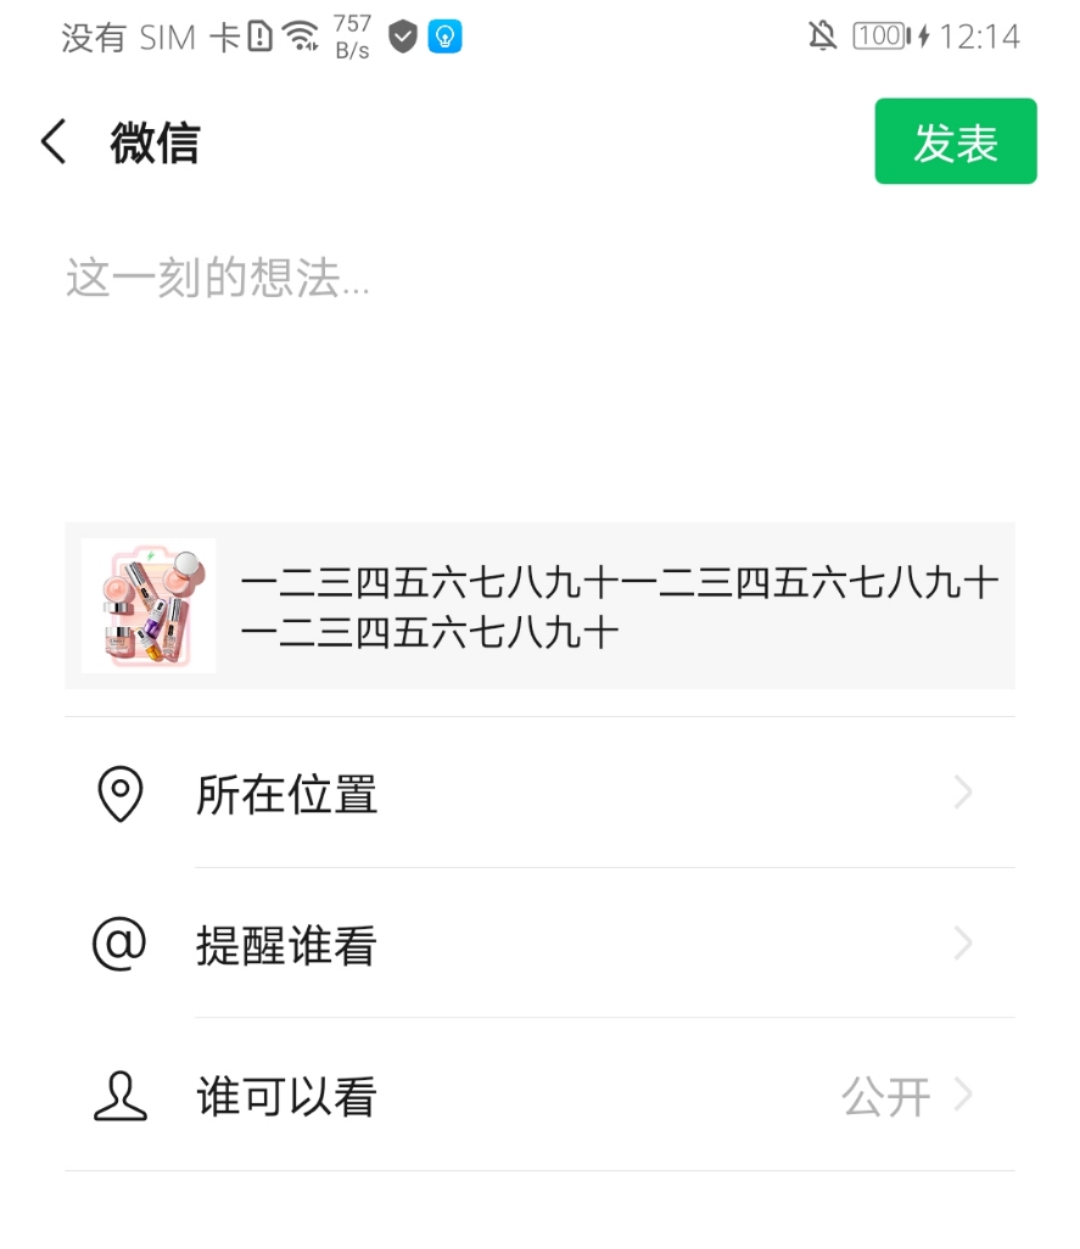 没有 SIM 卡 757 B/s 100 12:14
微信 发表
这一刻的想法...
一二三四五六七八九十一二三四五六七八九十
一二三四五六七八九十
所在位置
@ 提醒谁看
谁可以看 公开